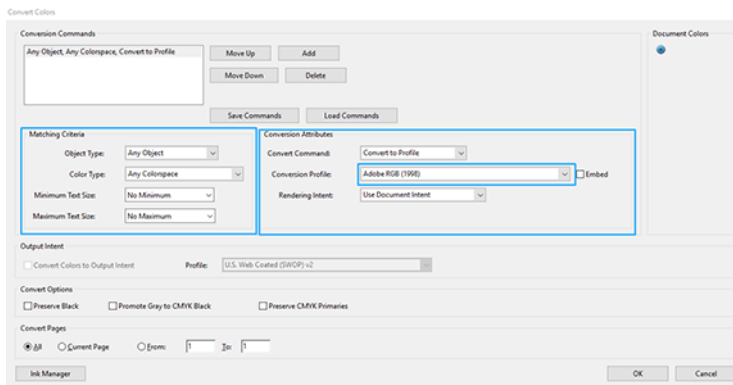 Convert Colors
Conversion Commands
Document Colors
Any Object, Any Colorspace, Convert to Profile
Move Up
Add
Move Down
Delete
Save Commands
Load Commands
Matching Criteria
Conversion Attributes
Object Type: Any Object
Convert Command: Convert to Profile
Color Type: Any Colorspace
Conversion Profile: Adobe RGB (1998)
Embed
Minimum Text Size: No Minimum
Rendering Intent: Use Document Intent
Maximum Text Size: No Maximum
Output Intent
Convert Colors to Output Intent
Profile: U.S. Web Coated (SWOP) v2
Convert Options
Preserve Black
Promote Gray to CMYK Black
Preserve CMYK Primaries
Convert Pages
All
Current Page
From: 1
To: 1
Ink Manager
OK
Cancel